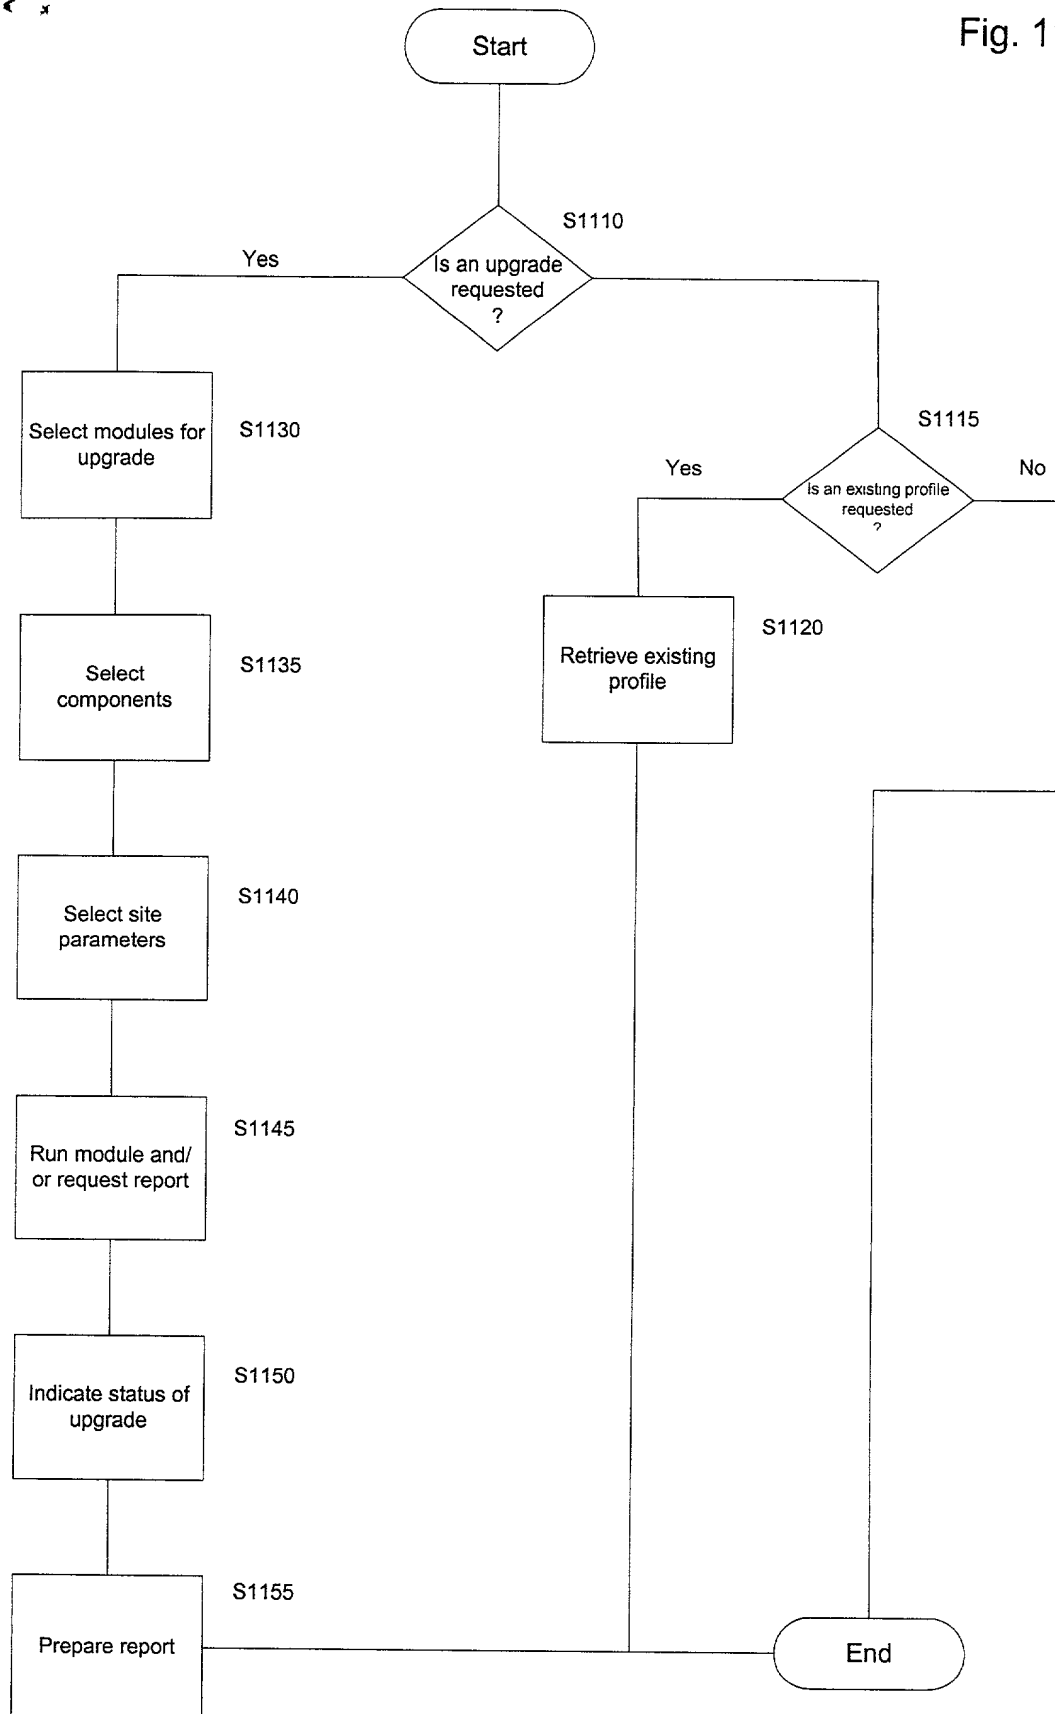 Start
Fig. 1
S1110
Yes
Is an upgrade
requested
?
S1115
Select modules for
upgrade
S1130
Yes
No
Is an existing profile
requested
?
S1120
Retrieve existing
profile
S1135
Select
components
S1140
Select site
parameters
S1145
Run module and/
or request report
S1150
Indicate status of
upgrade
S1155
Prepare report
End